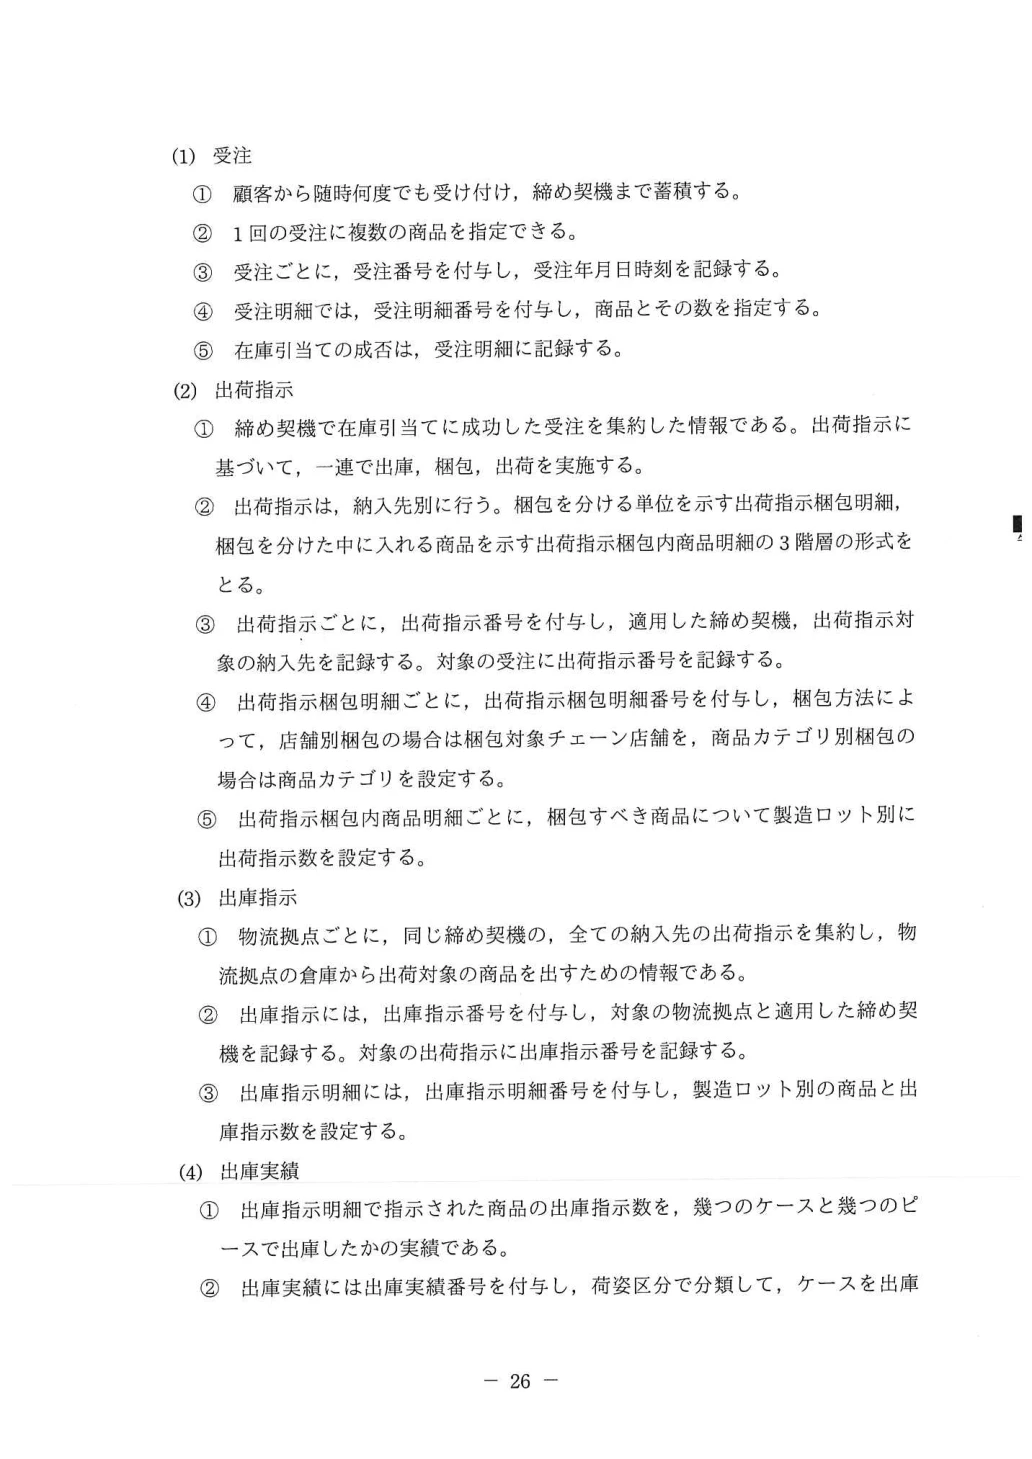 (1) 受注
① 顧客から随時何度でも受け付け，締め契機まで蓄積する。
② 1回の受注に複数の商品を指定できる。
③ 受注ごとに，受注番号を付与し，受注年月日時刻を記録する。
④ 受注明細では，受注明細番号を付与し，商品とその数を指定する。
⑤ 在庫引当ての成否は，受注明細に記録する。
(2) 出荷指示
① 締め契機で在庫引当てに成功した受注を集約した情報である。出荷指示に
基づいて，一連で出庫，梱包，出荷を実施する。
② 出荷指示は，納入先別に行う。梱包を分ける単位を示す出荷指示梱包明細，
梱包を分けた中に入れる商品を示す出荷指示梱包内商品明細の3階層の形式を
とる。
③ 出荷指示ごとに，出荷指示番号を付与し，適用した締め契機，出荷指示対
象の納入先を記録する。対象の受注に出荷指示番号を記録する。
④ 出荷指示梱包明細ごとに，出荷指示梱包明細番号を付与し，梱包方法によ
って，店舗別梱包の場合は梱包対象チェーン店舗を，商品カテゴリ別梱包の
場合は商品カテゴリを設定する。
⑤ 出荷指示梱包内商品明細ごとに，梱包すべき商品について製造ロット別に
出荷指示数を設定する。
(3) 出庫指示
① 物流拠点ごとに，同じ締め契機の，全ての納入先の出荷指示を集約し，物
流拠点の倉庫から出荷対象の商品を出すための情報である。
② 出庫指示には，出庫指示番号を付与し，対象の物流拠点と適用した締め契
機を記録する。対象の出荷指示に出庫指示番号を記録する。
③ 出庫指示明細には，出庫指示明細番号を付与し，製造ロット別の商品と出
庫指示数を設定する。
(4) 出庫実績
① 出庫指示明細で指示された商品の出庫指示数を，幾つのケースと幾つのピ
ースで出庫したかの実績である。
② 出庫実績には出庫実績番号を付与し，荷姿区分で分類して，ケースを出庫
－ 26 －